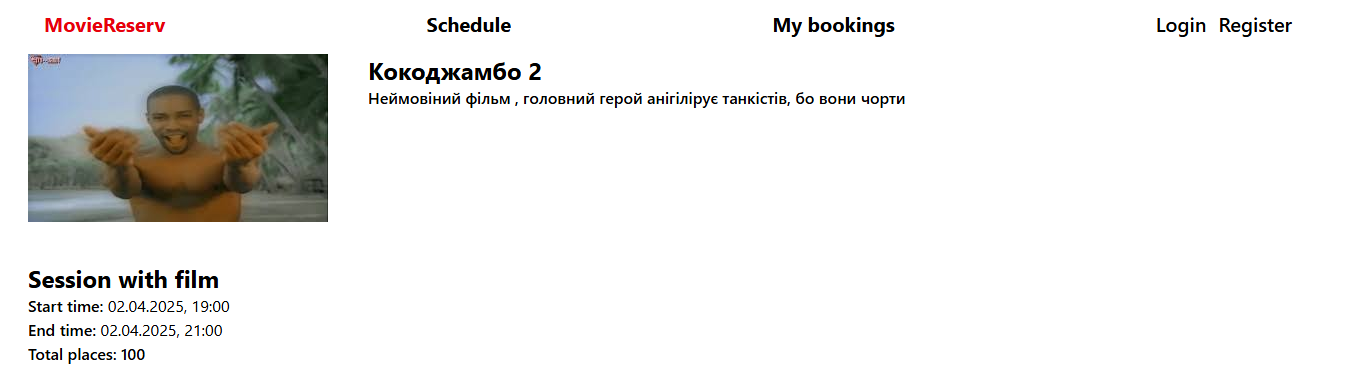 MovieReserv Schedule My bookings Login Register
Кокоджамбо 2
Неймовіний фільм , головний герой анігілірує танкістів, бо вони чорти
Session with film
Start time: 02.04.2025, 19:00
End time: 02.04.2025, 21:00
Total places: 100